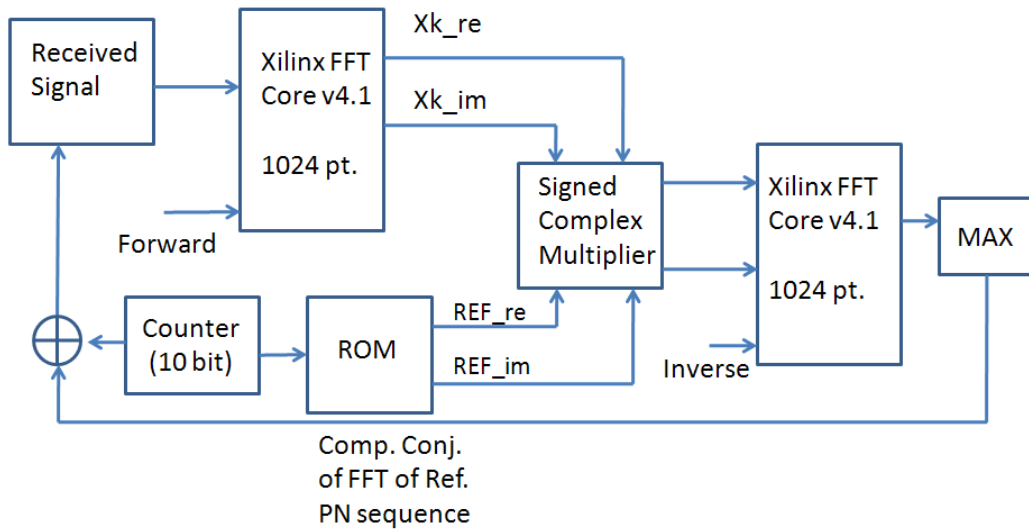 Xk_re
Received
Signal
Xilinx FFT
Core v4.1
1024 pt.
Xk_im
Forward
Signed
Complex
Multiplier
Xilinx FFT
Core v4.1
1024 pt.
MAX
Inverse
Counter
(10 bit)
ROM
REF_re
REF_im
Comp. Conj.
of FFT of Ref.
PN sequence